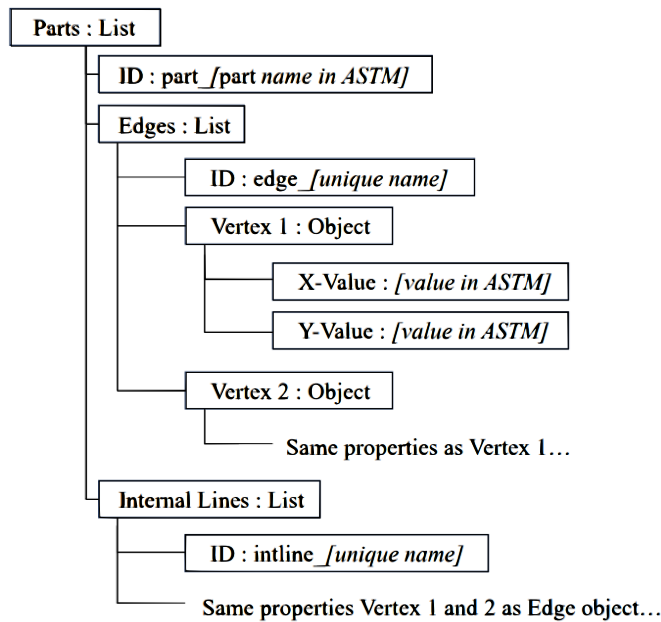 Parts : List
ID : part_[part name in ASTM]
Edges : List
ID : edge_[unique name]
Vertex 1 : Object
X-Value : [value in ASTM]
Y-Value : [value in ASTM]
Vertex 2 : Object
Same properties as Vertex 1…
Internal Lines : List
ID : intline_[unique name]
Same properties Vertex 1 and 2 as Edge object…